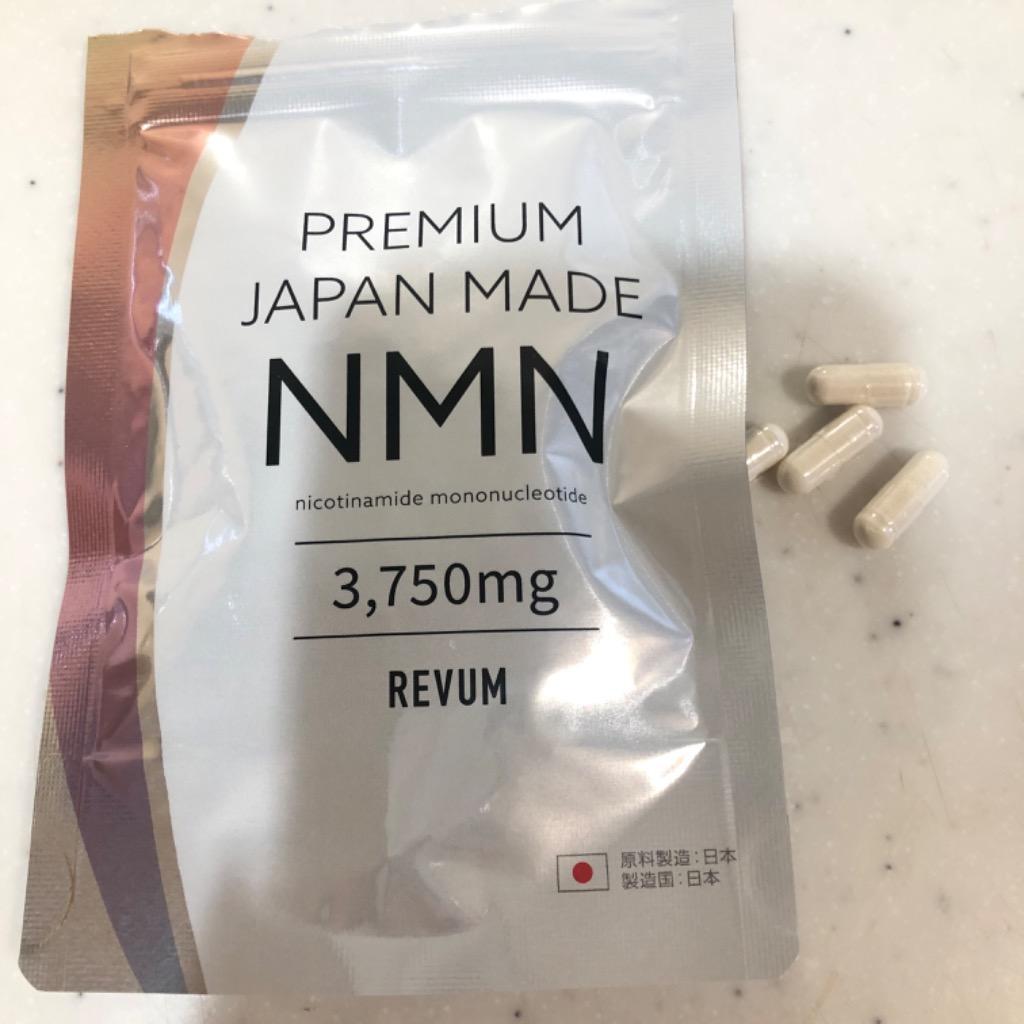 PREMIUM
JAPAN MADE
NMN
nicotinamide mononucleotide
3,750mg
REVUM
原料製造：日本
製造国：日本